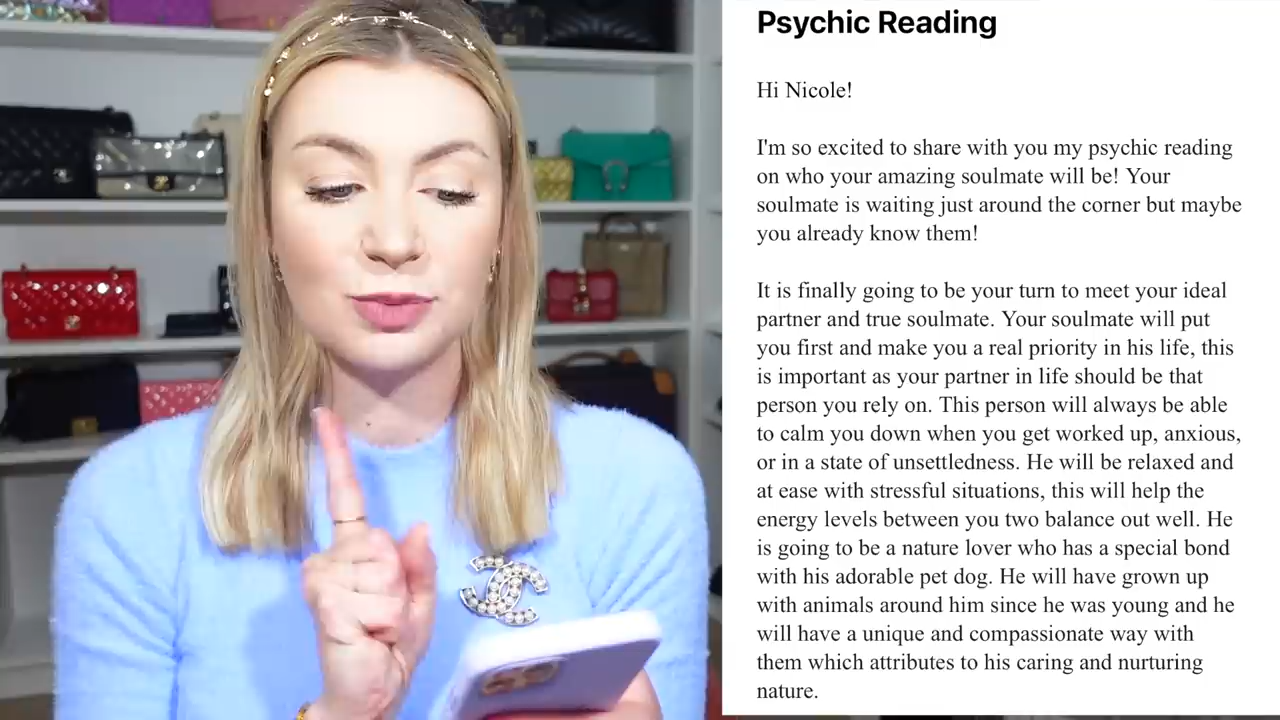 Psychic Reading
Hi Nicole!
I'm so excited to share with you my psychic reading
on who your amazing soulmate will be! Your
soulmate is waiting just around the corner but maybe
you already know them!
It is finally going to be your turn to meet your ideal
partner and true soulmate. Your soulmate will put
you first and make you a real priority in his life, this
is important as your partner in life should be that
person you rely on. This person will always be able
to calm you down when you get worked up, anxious,
or in a state of unsettledness. He will be relaxed and
at ease with stressful situations, this will help the
energy levels between you two balance out well. He
is going to be a nature lover who has a special bond
with his adorable pet dog. He will have grown up
with animals around him since he was young and he
will have a unique and compassionate way with
them which attributes to his caring and nurturing
nature.